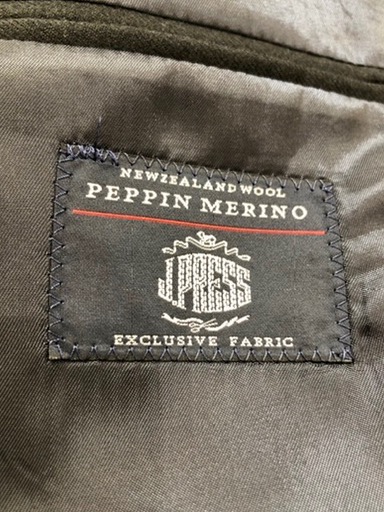 NEWZEALAND WOOL
PEPPIN MERINO
J.PRESS
EXCLUSIVE FABRIC